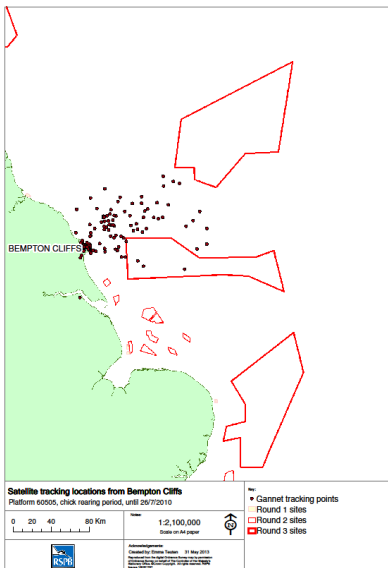 BEMPTON CLIFFS
Satellite tracking locations from Bempton Cliffs
Platform 60505, chick rearing period, until 26/7/2010
0 20 40 80 Km
Notes:
1:2,100,000
Scale on A4 paper
N
RSPB
Acknowledgements:
Created by: Emma Teuten 31 May 2013
Key:
Gannet tracking points
Round 1 sites
Round 2 sites
Round 3 sites